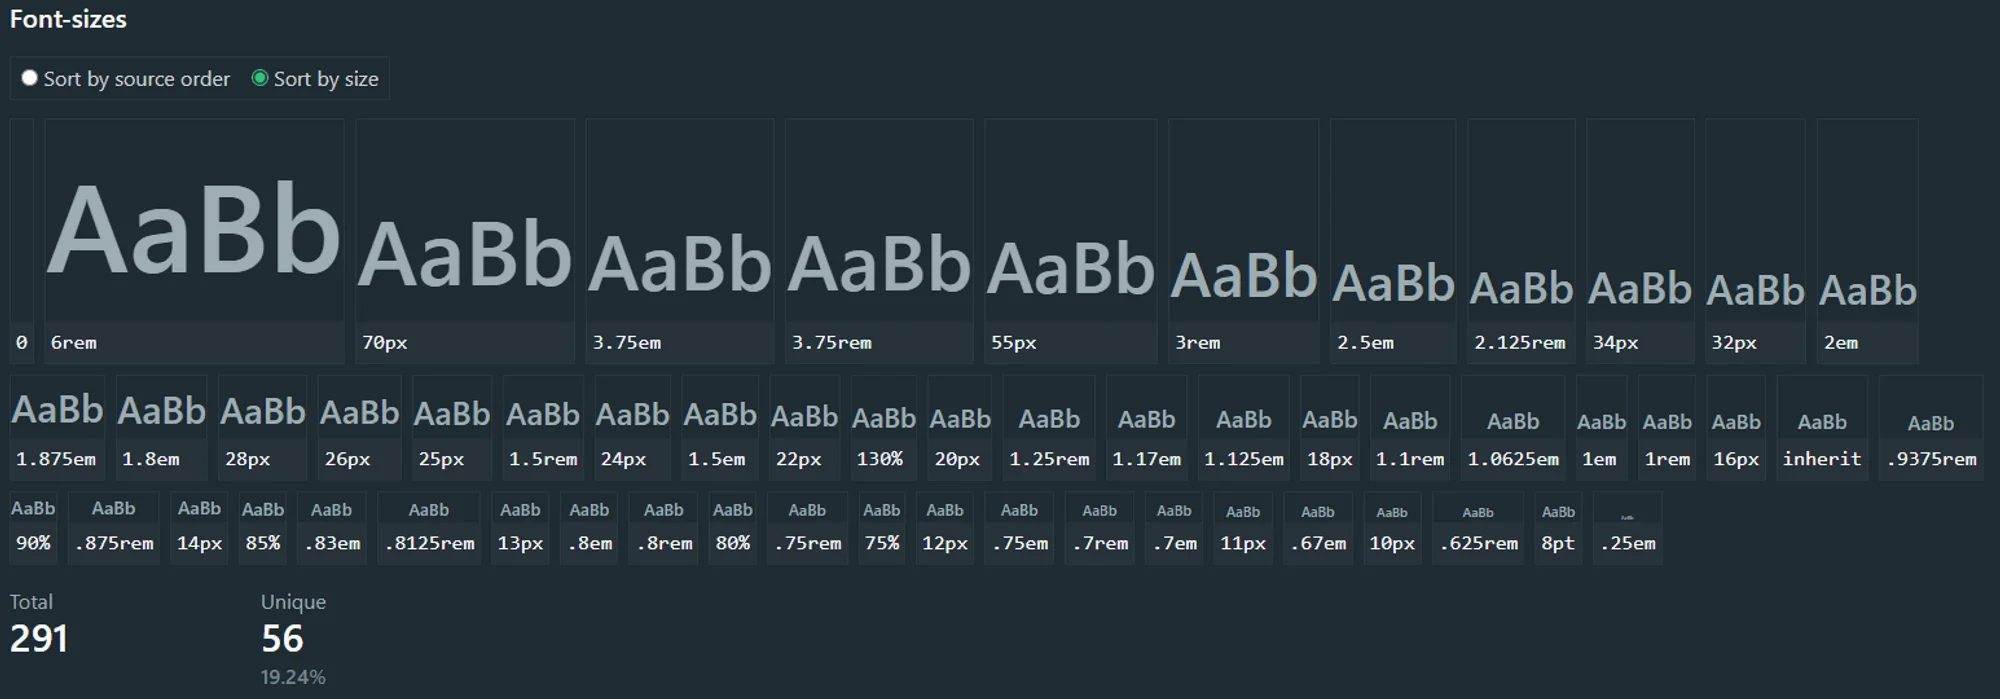 Font-sizes
Sort by source order Sort by size
AaBb AaBb AaBb AaBb AaBb AaBb AaBb AaBb AaBb AaBb AaBb
0 6rem 70px 3.75em 3.75rem 55px 3rem 2.5em 2.125rem 34px 32px 2em
AaBb AaBb AaBb AaBb AaBb AaBb AaBb AaBb AaBb AaBb AaBb AaBb AaBb AaBb AaBb AaBb AaBb AaBb AaBb AaBb AaBb AaBb
1.875em 1.8em 28px 26px 25px 1.5rem 24px 1.5em 22px 130% 20px 1.25rem 1.17em 1.125em 18px 1.1rem 1.0625em 1em 1rem 16px inherit .9375rem
AaBb AaBb AaBb AaBb AaBb AaBb AaBb AaBb AaBb AaBb AaBb AaBb AaBb AaBb AaBb AaBb AaBb AaBb AaBb AaBb AaBb
90% .875rem 14px 85% .83em .8125rem 13px .8em .8rem 80% .75rem 75% 12px .75em .7rem .7em 11px .67em 10px .625rem 8pt .25em
Total Unique
291 56
19.24%